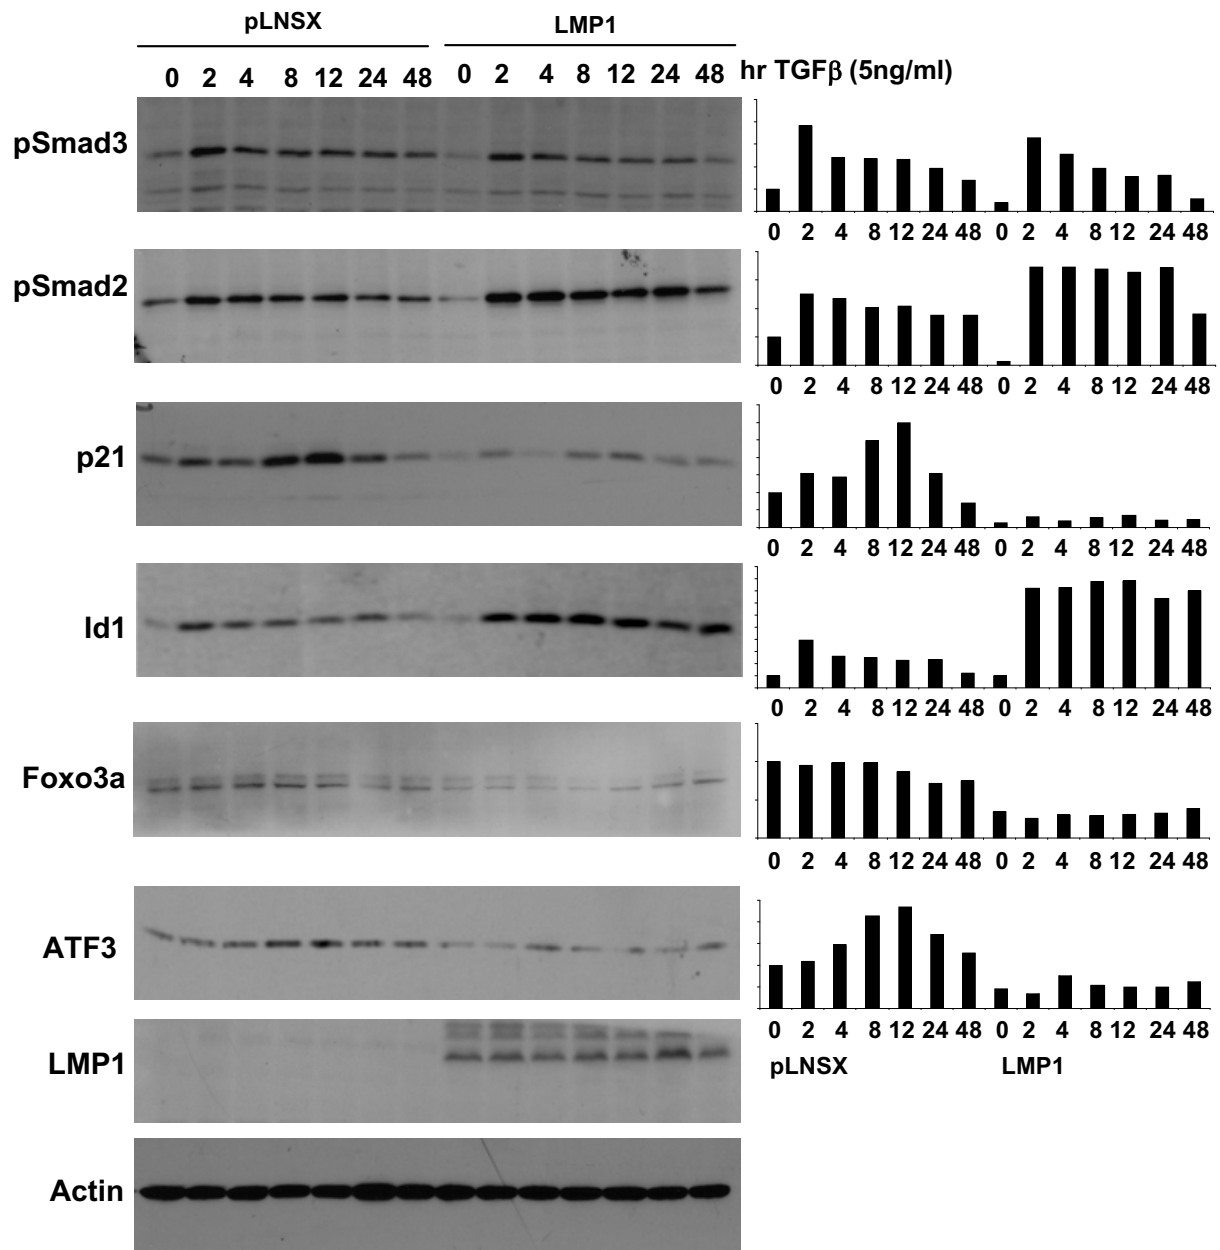 pLNSX LMP1
0 2 4 8 12 24 48 0 2 4 8 12 24 48 hr TGFβ (5ng/ml)
pSmad3
0 2 4 8 12 24 48 0 2 4 8 12 24 48
pSmad2
0 2 4 8 12 24 48 0 2 4 8 12 24 48
p21
0 2 4 8 12 24 48 0 2 4 8 12 24 48
Id1
0 2 4 8 12 24 48 0 2 4 8 12 24 48
Foxo3a
0 2 4 8 12 24 48 0 2 4 8 12 24 48
ATF3
0 2 4 8 12 24 48 0 2 4 8 12 24 48
LMP1
pLNSX LMP1
Actin